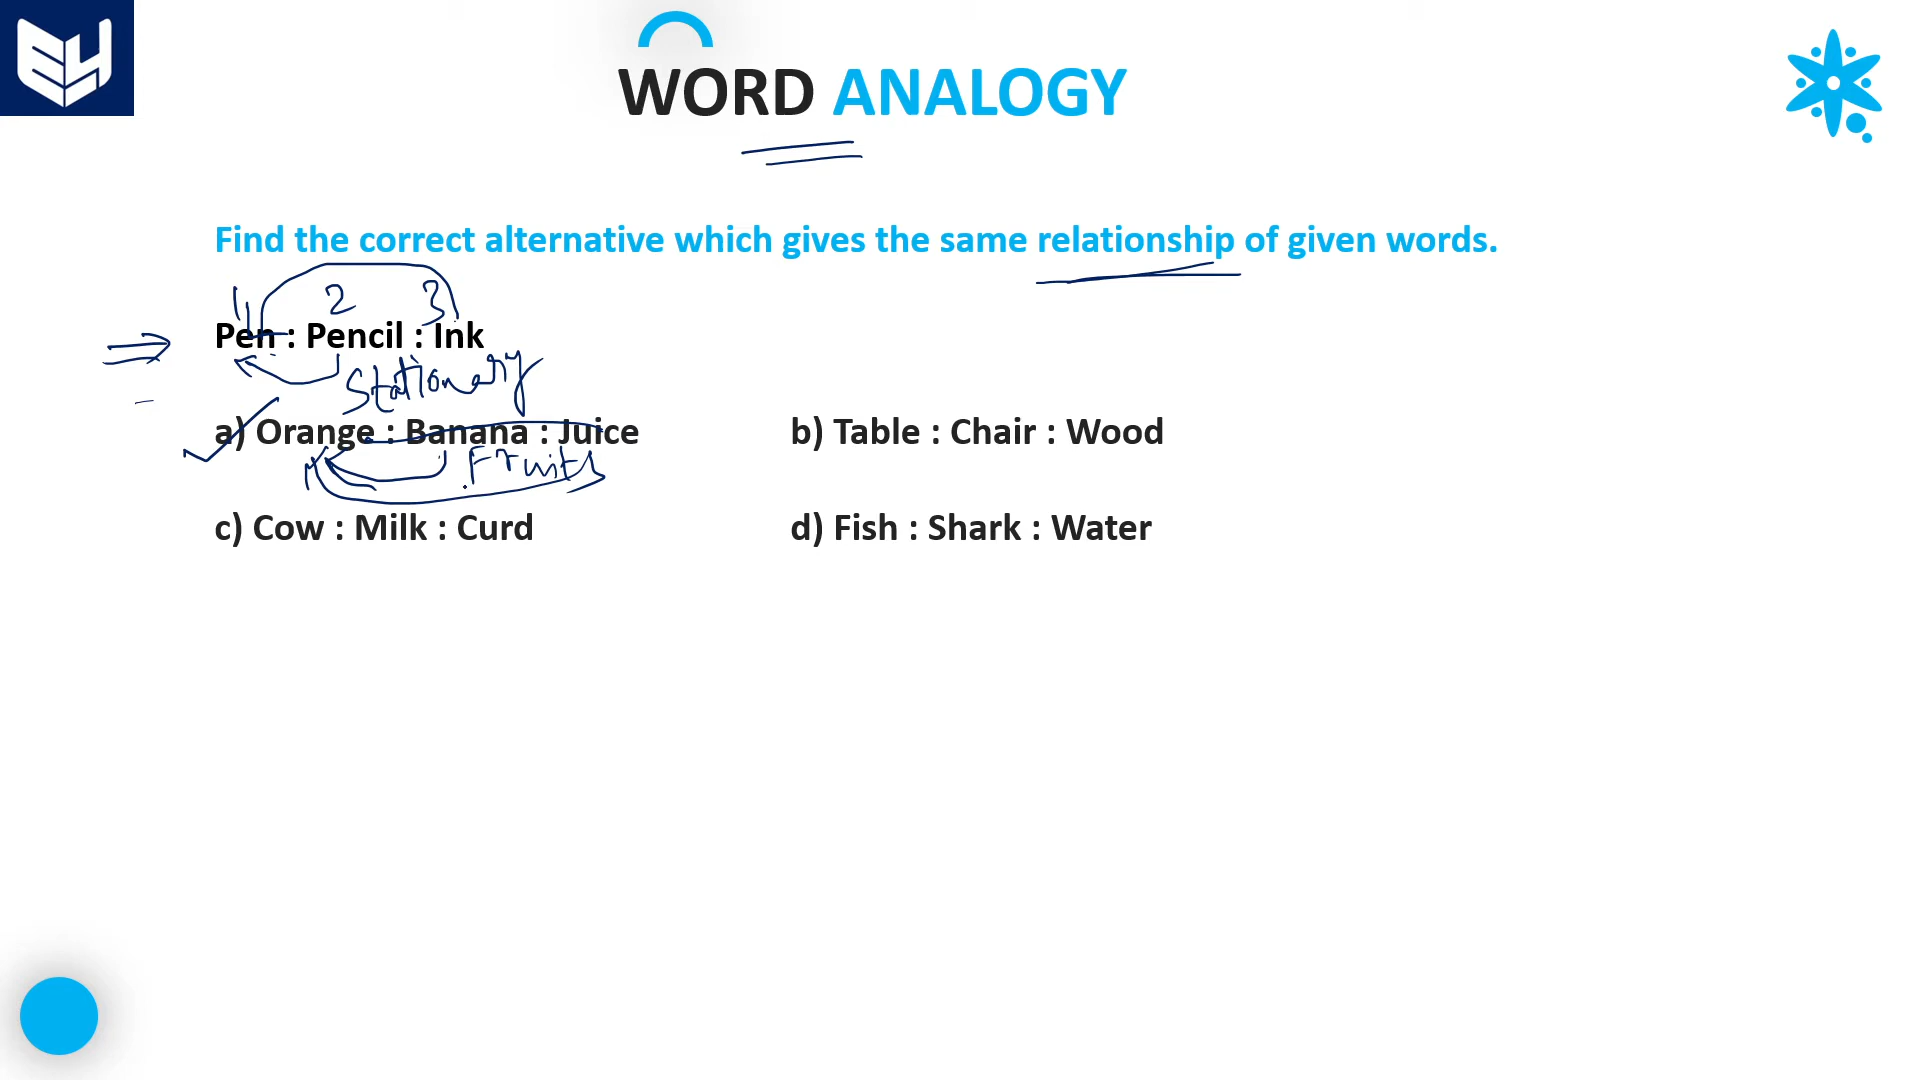 WORD ANALOGY
Find the correct alternative which gives the same relationship of given words.
1 2 3
Pen : Pencil : Ink
Stationery
a) Orange : Banana : Juice b) Table : Chair : Wood
Fruits
c) Cow : Milk : Curd d) Fish : Shark : Water